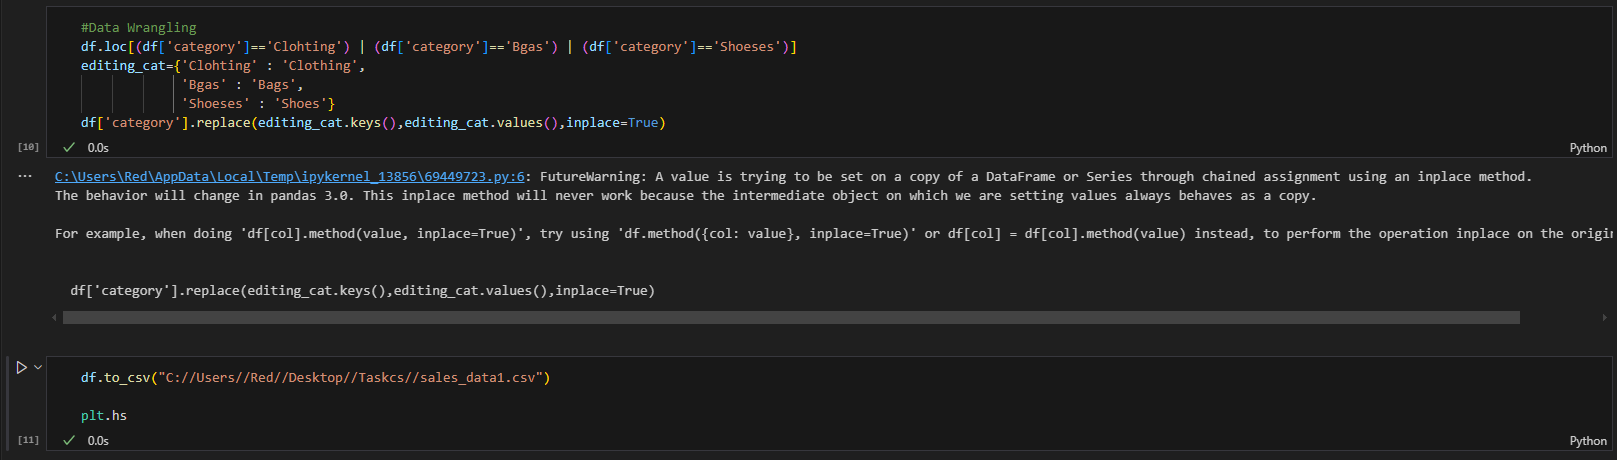 #Data Wrangling
df.loc[(df['category']=='Clohting') | (df['category']=='Bgas') | (df['category']=='Shoeses')]
editing_cat={'Clohting' : 'Clothing',
'Bgas' : 'Bags',
'Shoeses' : 'Shoes'}
df['category'].replace(editing_cat.keys(),editing_cat.values(),inplace=True)
[10] 0.0s Python
... C:\Users\Red\AppData\Local\Temp\ipykernel_13856\69449723.py:6: FutureWarning: A value is trying to be set on a copy of a DataFrame or Series through chained assignment using an inplace method.
The behavior will change in pandas 3.0. This inplace method will never work because the intermediate object on which we are setting values always behaves as a copy.
For example, when doing 'df[col].method(value, inplace=True)', try using 'df.method({col: value}, inplace=True)' or df[col] = df[col].method(value) instead, to perform the operation inplace on the origin
df['category'].replace(editing_cat.keys(),editing_cat.values(),inplace=True)
df.to_csv("C://Users//Red//Desktop//Taskcs//sales_data1.csv")
plt.hs
[11] 0.0s Python